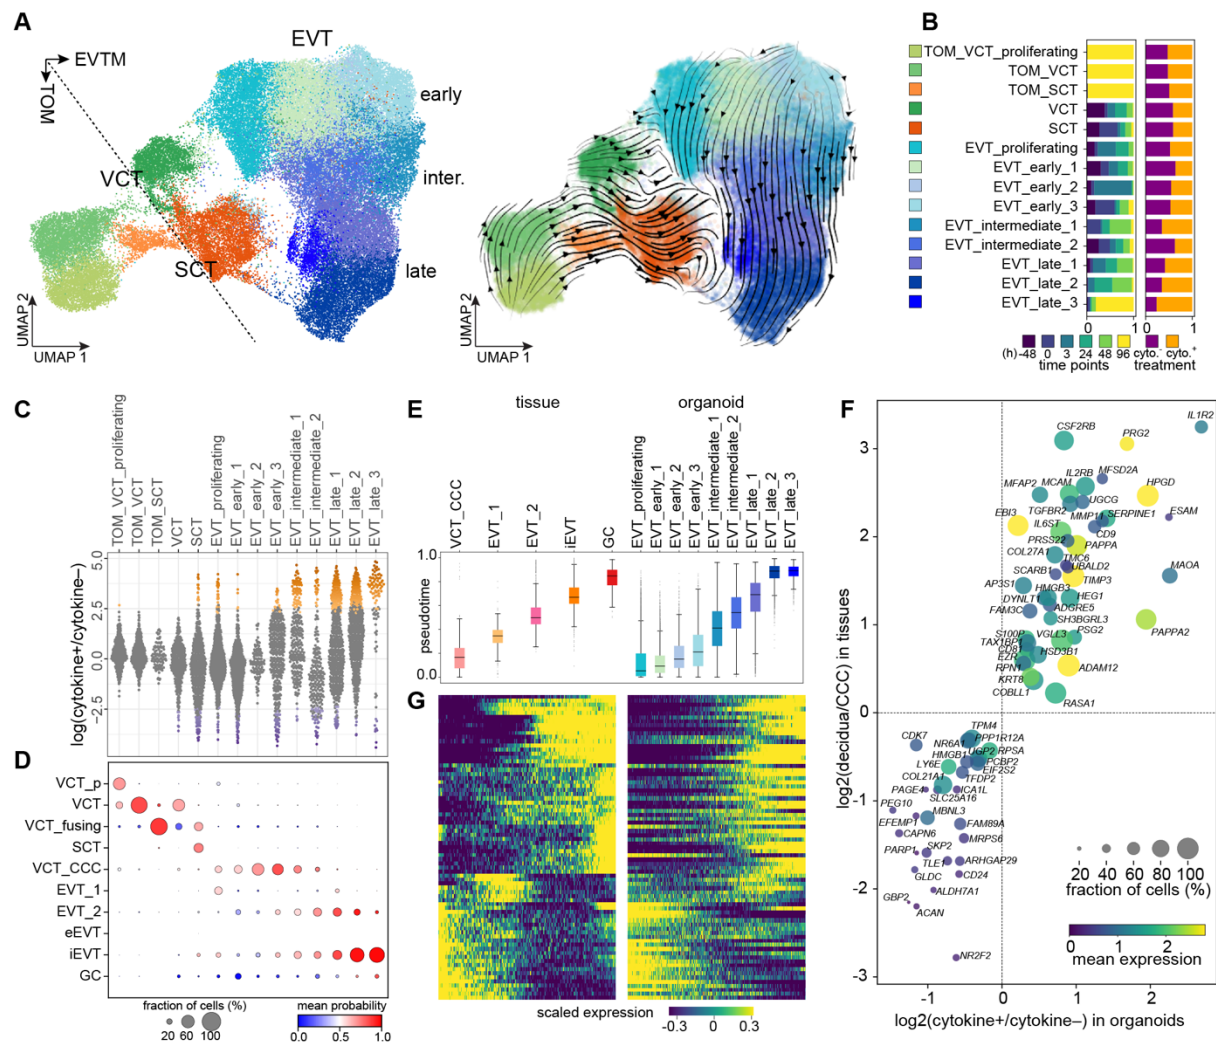 A
EVTM
TOM
EVT
early
inter.
late
VCT
SCT
UMAP 2
UMAP 1
UMAP 2
UMAP 1
B
TOM_VCT_proliferating
TOM_VCT
TOM_SCT
VCT
SCT
EVT_proliferating
EVT_early_1
EVT_early_2
EVT_early_3
EVT_intermediate_1
EVT_intermediate_2
EVT_late_1
EVT_late_2
EVT_late_3
0 1 0 1
(h) -48 0 3 24 48 96 cyto.- cyto.+
time points treatment
C
TOM_VCT_proliferating
TOM_VCT
TOM_SCT
VCT
SCT
EVT_proliferating
EVT_early_1
EVT_early_2
EVT_early_3
EVT_intermediate_1
EVT_intermediate_2
EVT_late_1
EVT_late_2
EVT_late_3
log(cytokine+/cytokine–)
5.0
2.5
0.0
-2.5
D
VCT_p
VCT
VCT_fusing
SCT
VCT_CCC
EVT_1
EVT_2
eEVT
iEVT
GC
fraction of cells (%)
20 60 100
mean probability
0.0 0.5 1.0
E
tissue
organoid
VCT_CCC
EVT_1
EVT_2
iEVT
GC
EVT_proliferating
EVT_early_1
EVT_early_2
EVT_early_3
EVT_intermediate_1
EVT_intermediate_2
EVT_late_1
EVT_late_2
EVT_late_3
pseudotime
1.0
0.0
G
scaled expression
-0.3 0 0.3
F
log2(decidua/CCC) in tissues
3
2
1
0
-1
-2
-3
IL1R2
CSF2RB
PRG2
IL2RB
MFSD2A
MFAP2
MCAM
HPGD
UGCG
TGFBR2
ESAM
EBI3
MMP11
SERPINE1
IL6ST
CD9
PRSS22
PAPPA
COL27A1
TMC6
UBALD2
MAOA
SCARB1
TIMP3
AP3S1
HMGB3
HEG1
DYNLT1
ADGRE5
FAM3C
SH3BGRL3
PAPPA2
S100P
VGLL3
PSG2
TAX1BP1
CD81
HSD3B1
EZR
RPN1
ADAM12
KRT8
COBLL1
RASA1
TPM4
CDK7
NR6A1
PPP1R12A
HMGB1
UGP2
RPSA
LY6E
PCBP2
EIF2S2
COL21A1
TFDP2
PAGE4
ICA1L
SLC25A16
PEG10
MBNL3
EFEMP1
FAM89A
CAPN6
MRPS6
PARP1
SKP2
TLE1
ARHGAP29
GLDC
CD24
ALDH7A1
GBP2
ACAN
NR2F2
20 40 60 80 100
fraction of cells (%)
0 1 2
mean expression
-1 0 1 2
log2(cytokine+/cytokine–) in organoids